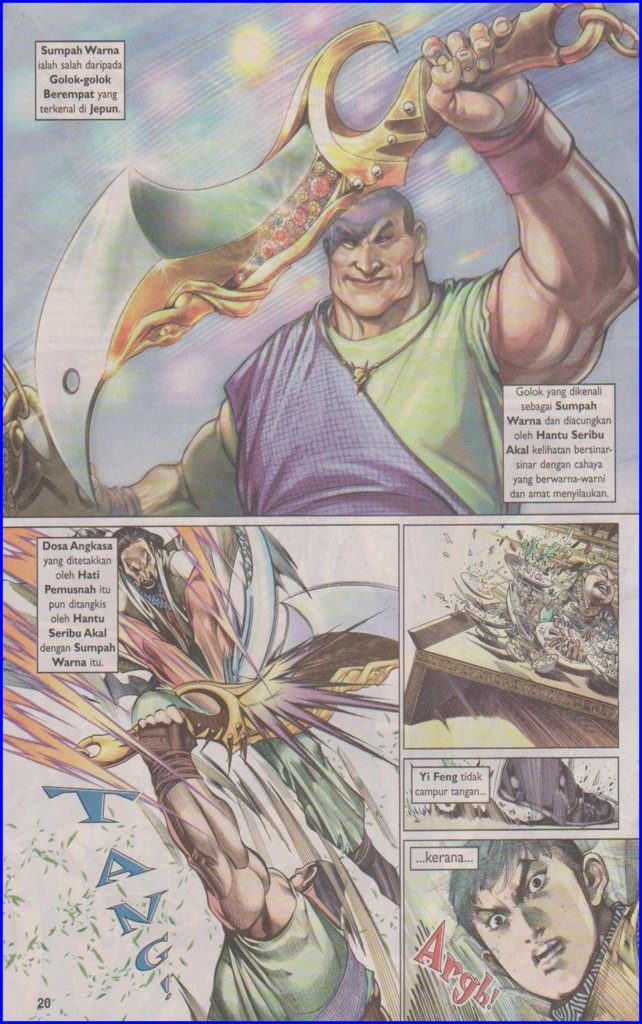 Sumpah Warna
ialah salah daripada
Golok-golok
Berempat yang
terkenal di Jepun.
Golok yang dikenali
sebagai Sumpah
Warna dan diacungkan
oleh Hantu Seribu
Akal kelihatan bersinar-
sinar dengan cahaya
yang berwarna-warni
dan amat menyilaukan.
Dosa Angkasa
yang ditetakkan
oleh Hati
Pemusnah itu
pun ditangkis
oleh Hantu
Seribu Akal
dengan Sumpah
Warna itu.
TANG!
Yi Feng tidak
campur tangan...
...kerana...
Argh!
20